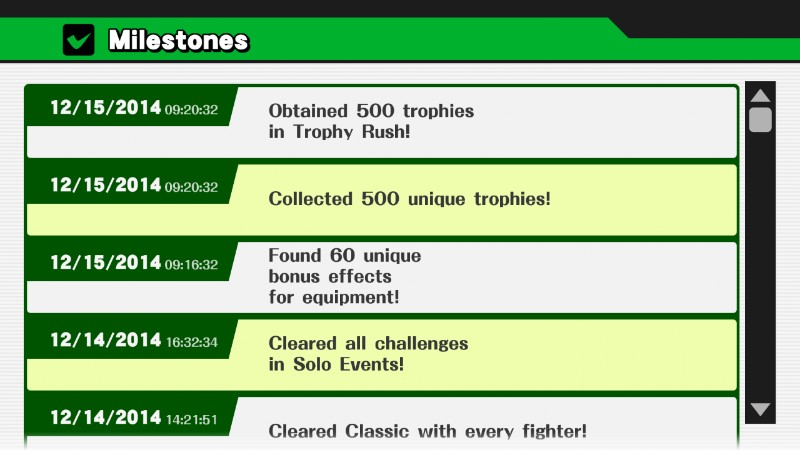 Milestones
12/15/2014 09:20:32
Obtained 500 trophies
in Trophy Rush!
12/15/2014 09:20:32
Collected 500 unique trophies!
12/15/2014 09:16:32
Found 60 unique
bonus effects
for equipment!
12/14/2014 16:32:34
Cleared all challenges
in Solo Events!
12/14/2014 14:21:51
Cleared Classic with every fighter!